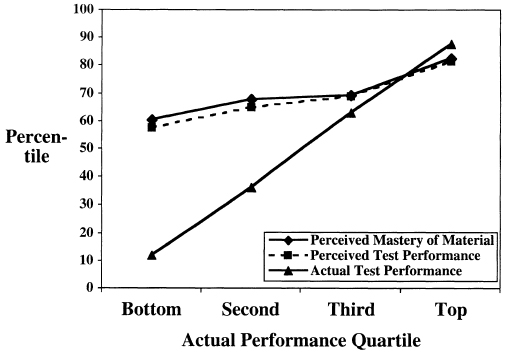 100
90
80
70
60
50
40
30
20
10
0
Percen-
tile
Perceived Mastery of Material
Perceived Test Performance
Actual Test Performance
Bottom Second Third Top
Actual Performance Quartile